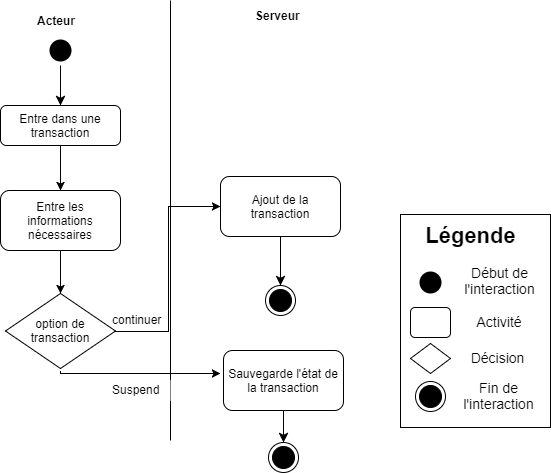 Acteur
Serveur
Entre dans une
transaction
Entre les
informations
nécessaires
Ajout de la
transaction
option de
transaction
continuer
Suspend
Sauvegarde l'état de
la transaction
Légende
Début de
l'interaction
Activité
Décision
Fin de
l'interaction